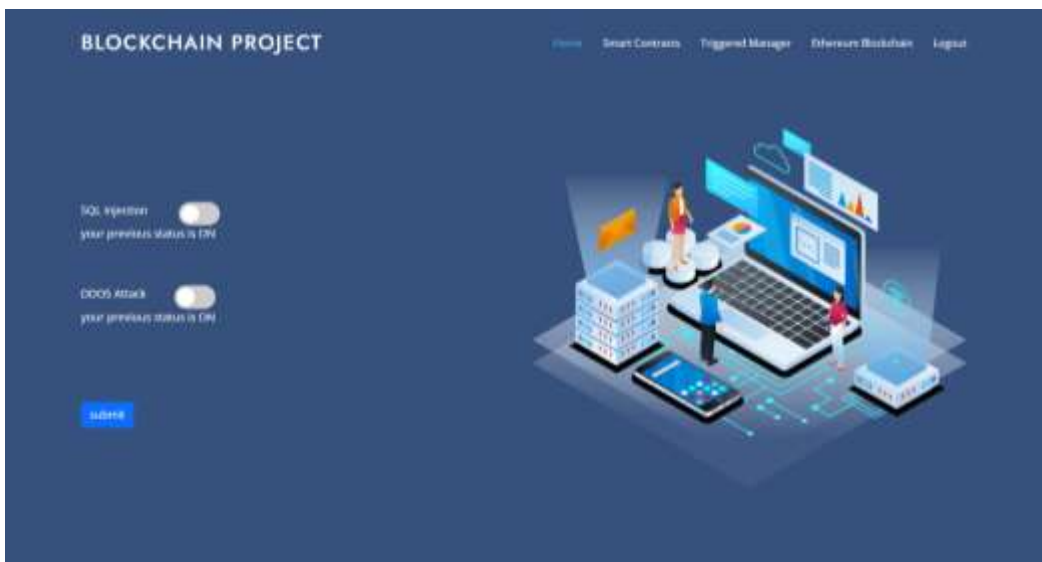 BLOCKCHAIN PROJECT
Home Smart Contracts Triggered Manager Ethereum Blockchain Logout
SQL Injection
your previous status is ON
DDOS Attack
your previous status is ON
submit